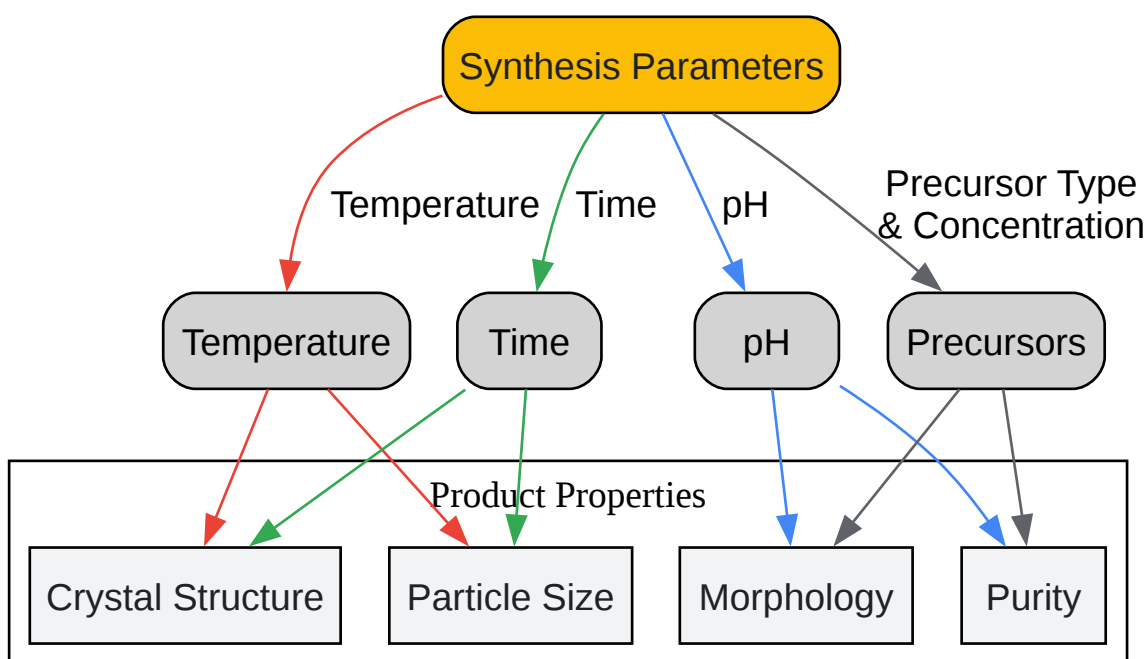 Synthesis Parameters
Temperature
Time
pH
Precursor Type
& Concentration
Temperature
Time
pH
Precursors
Product Properties
Crystal Structure
Particle Size
Morphology
Purity